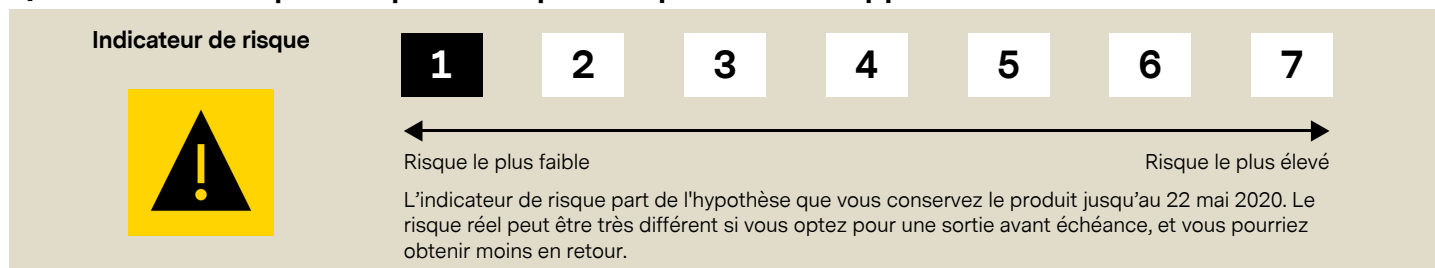 Indicateur de risque
1 2 3 4 5 6 7
Risque le plus faible Risque le plus élevé
L’indicateur de risque part de l'hypothèse que vous conservez le produit jusqu’au 22 mai 2020. Le
risque réel peut être très différent si vous optez pour une sortie avant échéance, et vous pourriez
obtenir moins en retour.